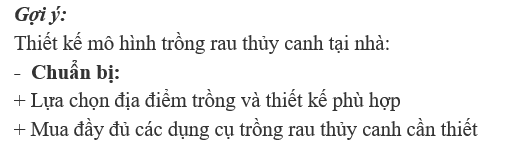 Gợi ý:
Thiết kế mô hình trồng rau thủy canh tại nhà:
- Chuẩn bị:
+ Lựa chọn địa điểm trồng và thiết kế phù hợp
+ Mua đầy đủ các dụng cụ trồng rau thủy canh cần thiết